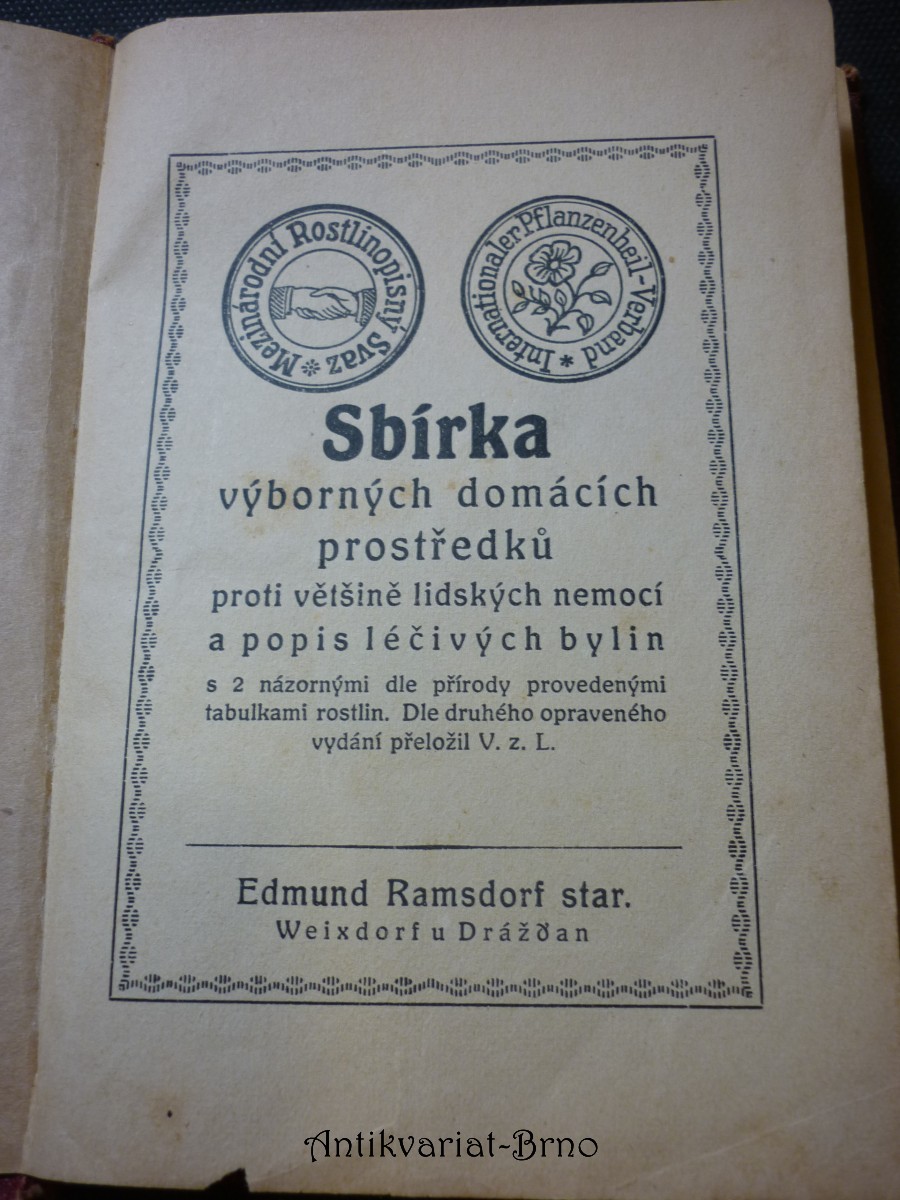 Mezinárodní Rostlinopisný Svaz *
Internationaler Pflanzenheil-Verband *
Sbírka
výborných domácích
prostředků
proti většině lidských nemocí
a popis léčivých bylin
s 2 názornými dle přírody provedenými
tabulkami rostlin. Dle druhého opraveného
vydání přeložil V. z. L.
Edmund Ramsdorf star.
Weixdorf u Drážďan
Antikvariat-Brno